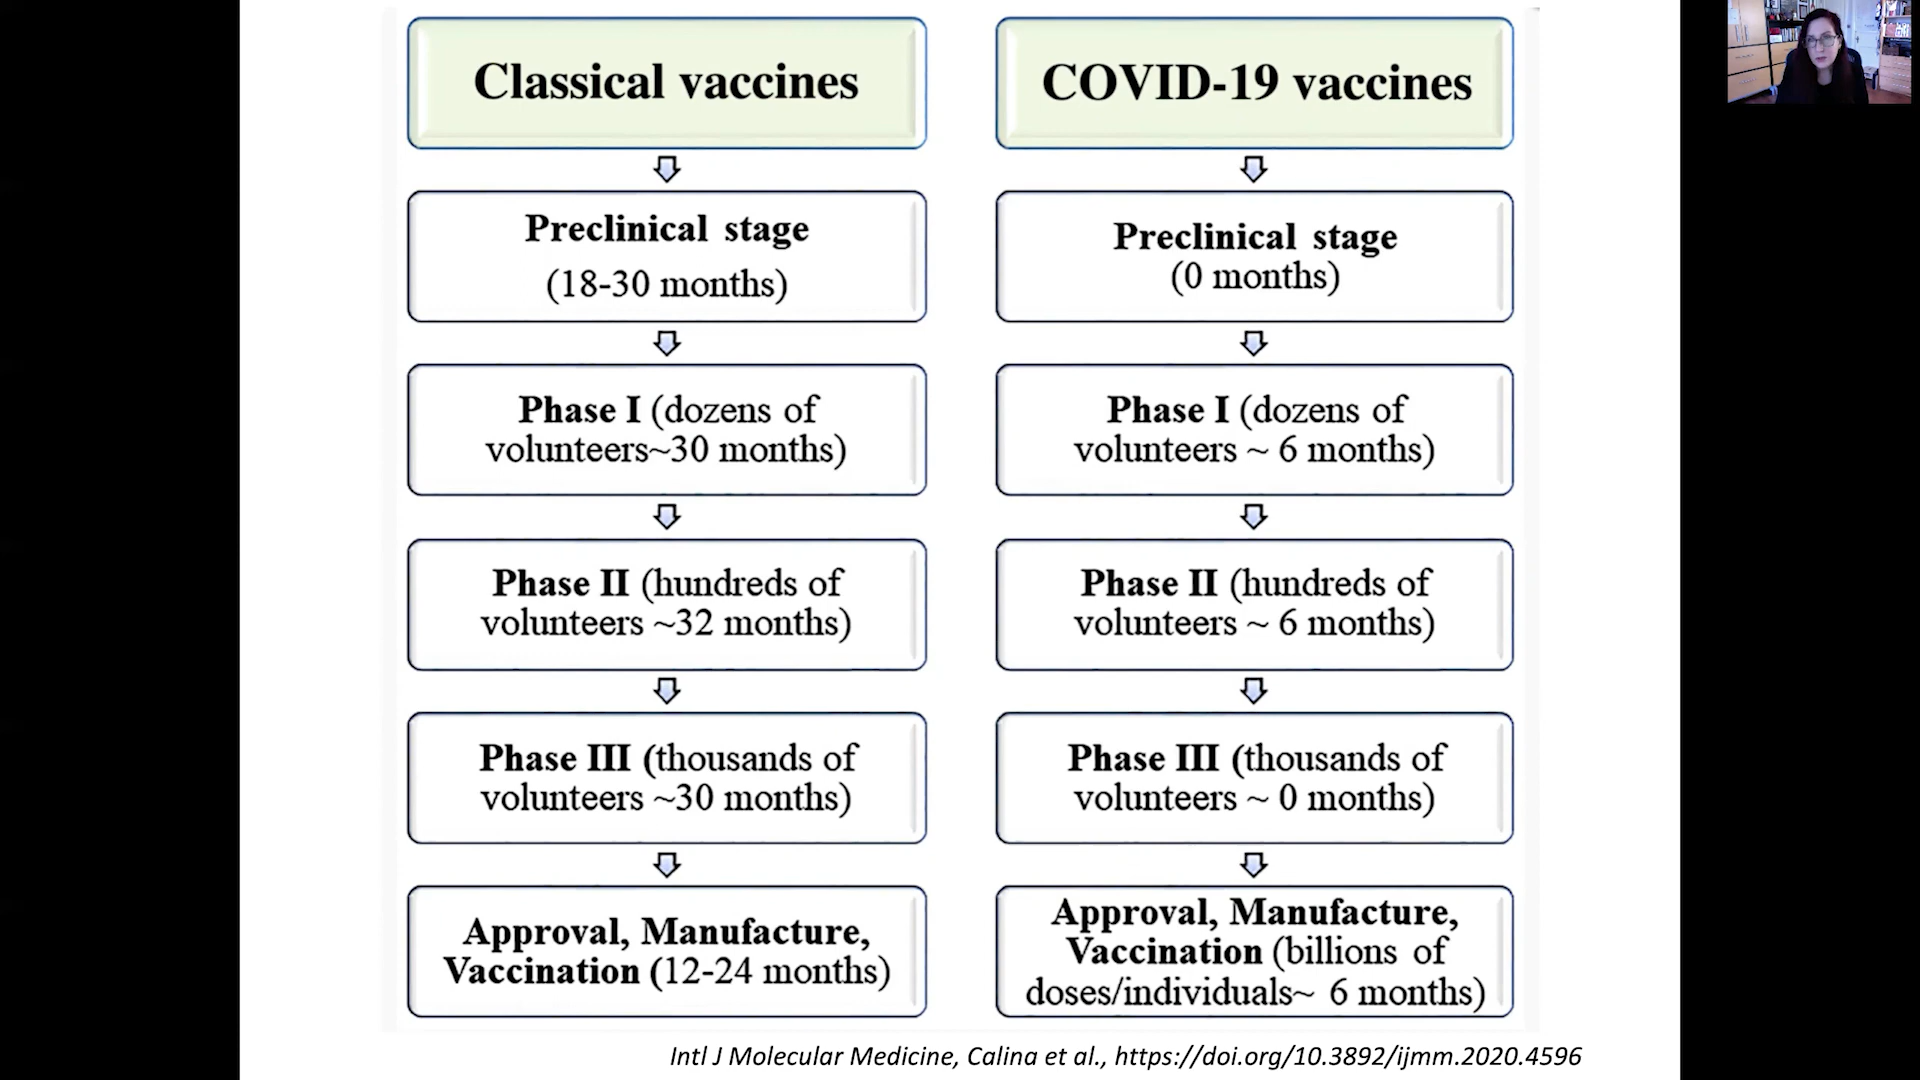 Classical vaccines
Preclinical stage
(18-30 months)
Phase I (dozens of
volunteers~30 months)
Phase II (hundreds of
volunteers ~32 months)
Phase III (thousands of
volunteers ~30 months)
Approval, Manufacture,
Vaccination (12-24 months)
COVID-19 vaccines
Preclinical stage
(0 months)
Phase I (dozens of
volunteers ~ 6 months)
Phase II (hundreds of
volunteers ~ 6 months)
Phase III (thousands of
volunteers ~ 0 months)
Approval, Manufacture,
Vaccination (billions of
doses/individuals~ 6 months)
Intl J Molecular Medicine, Calina et al., https://doi.org/10.3892/ijmm.2020.4596